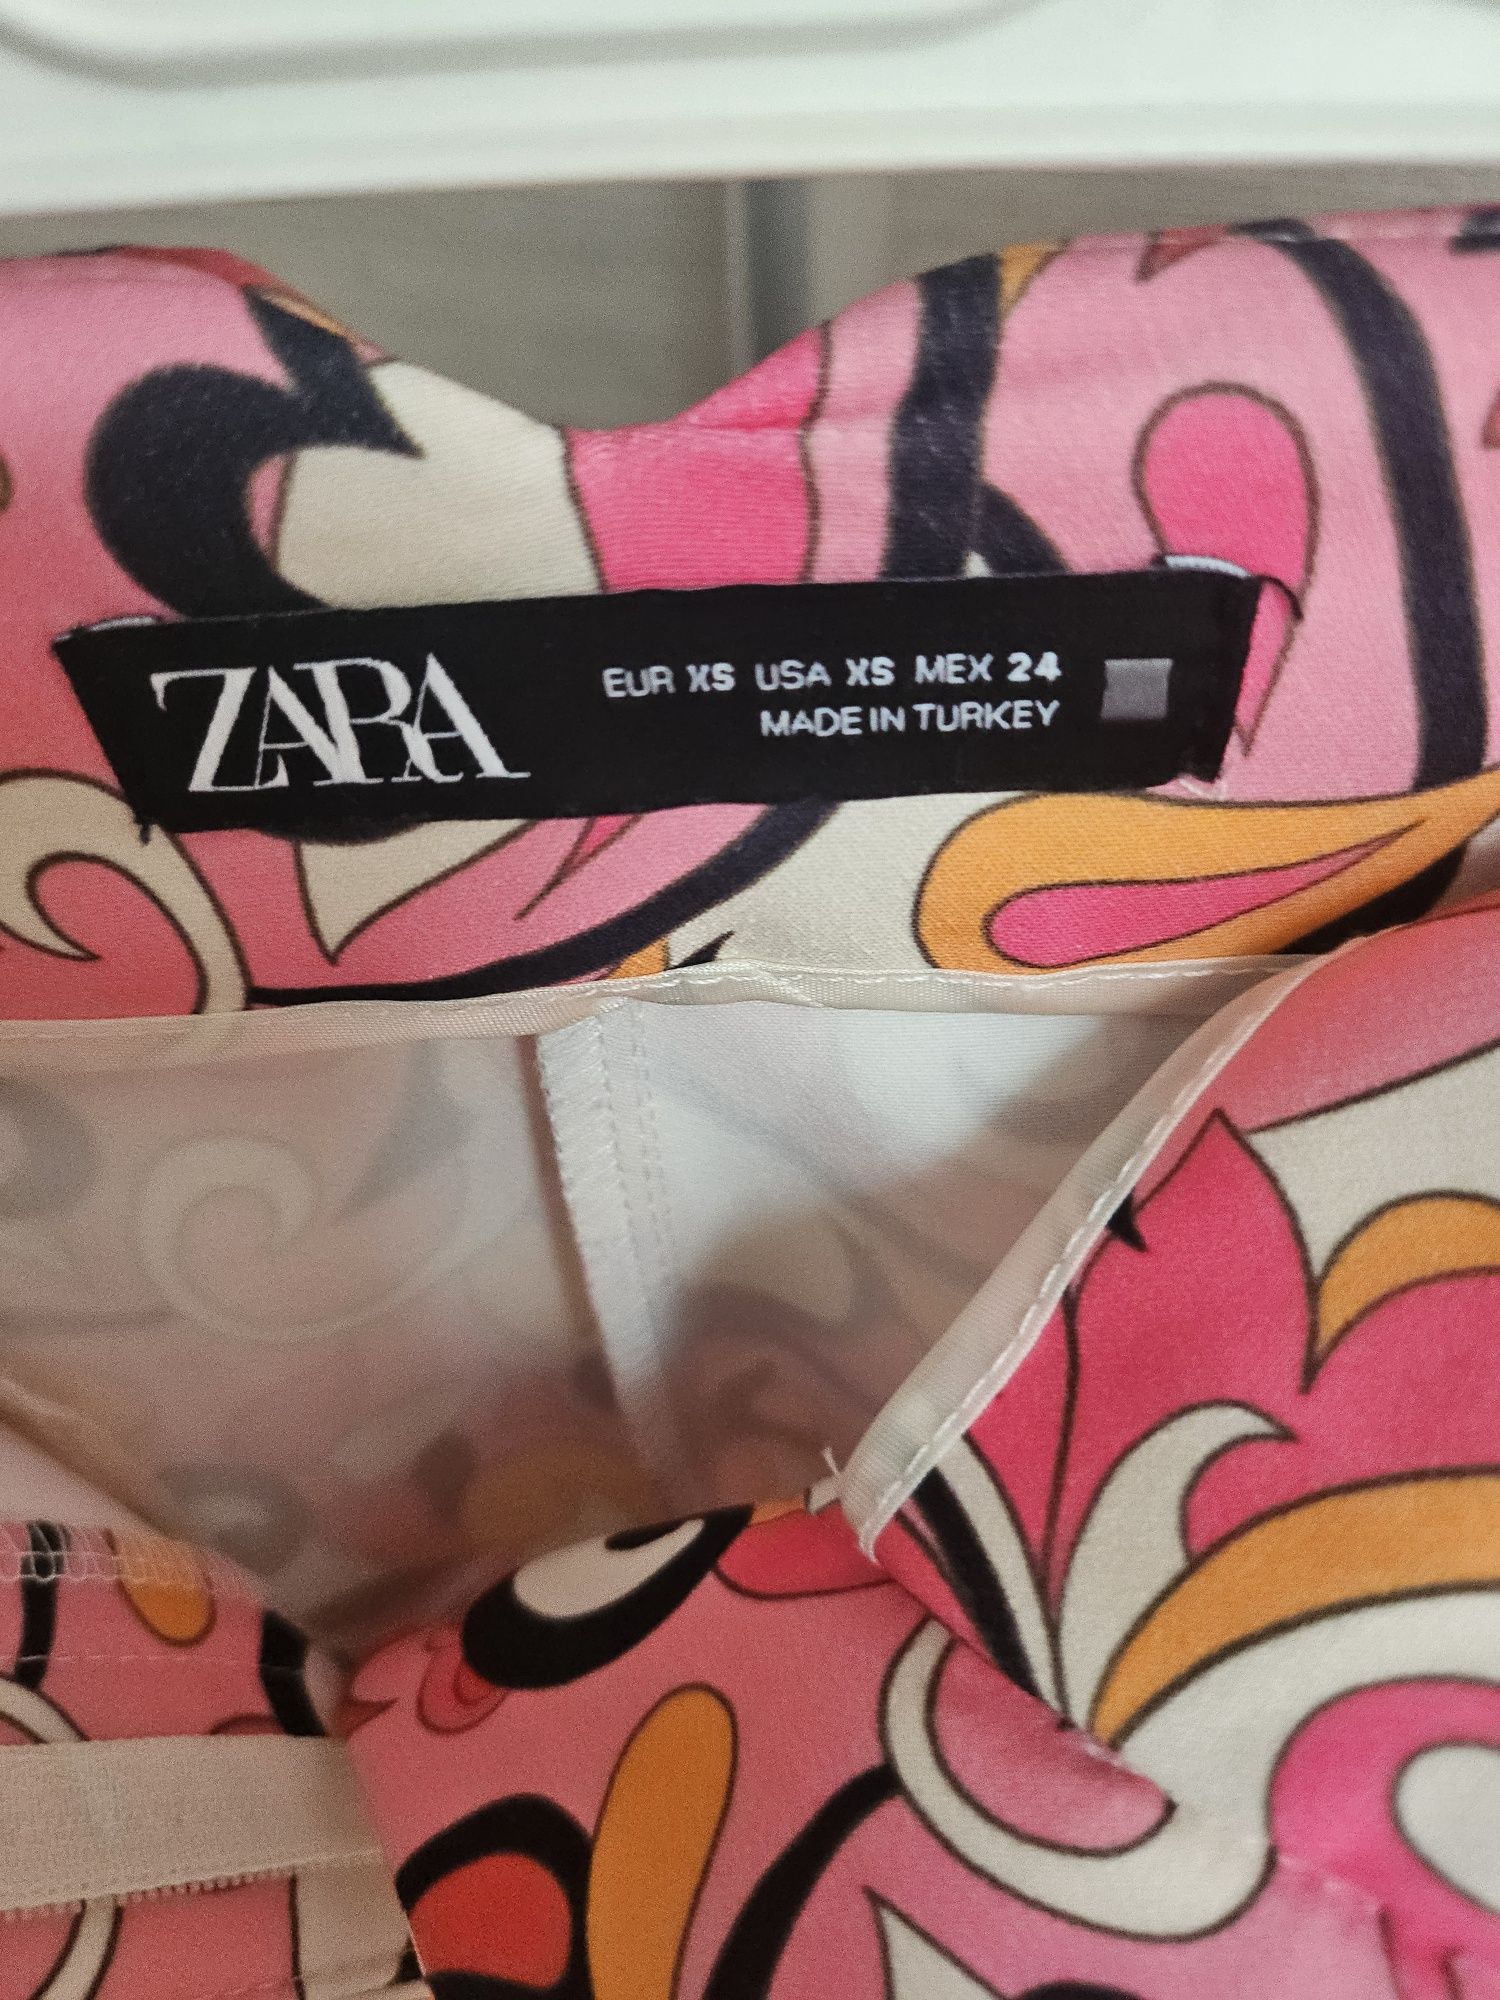 ZARA
EUR XS USA XS MEX 24
MADE IN TURKEY